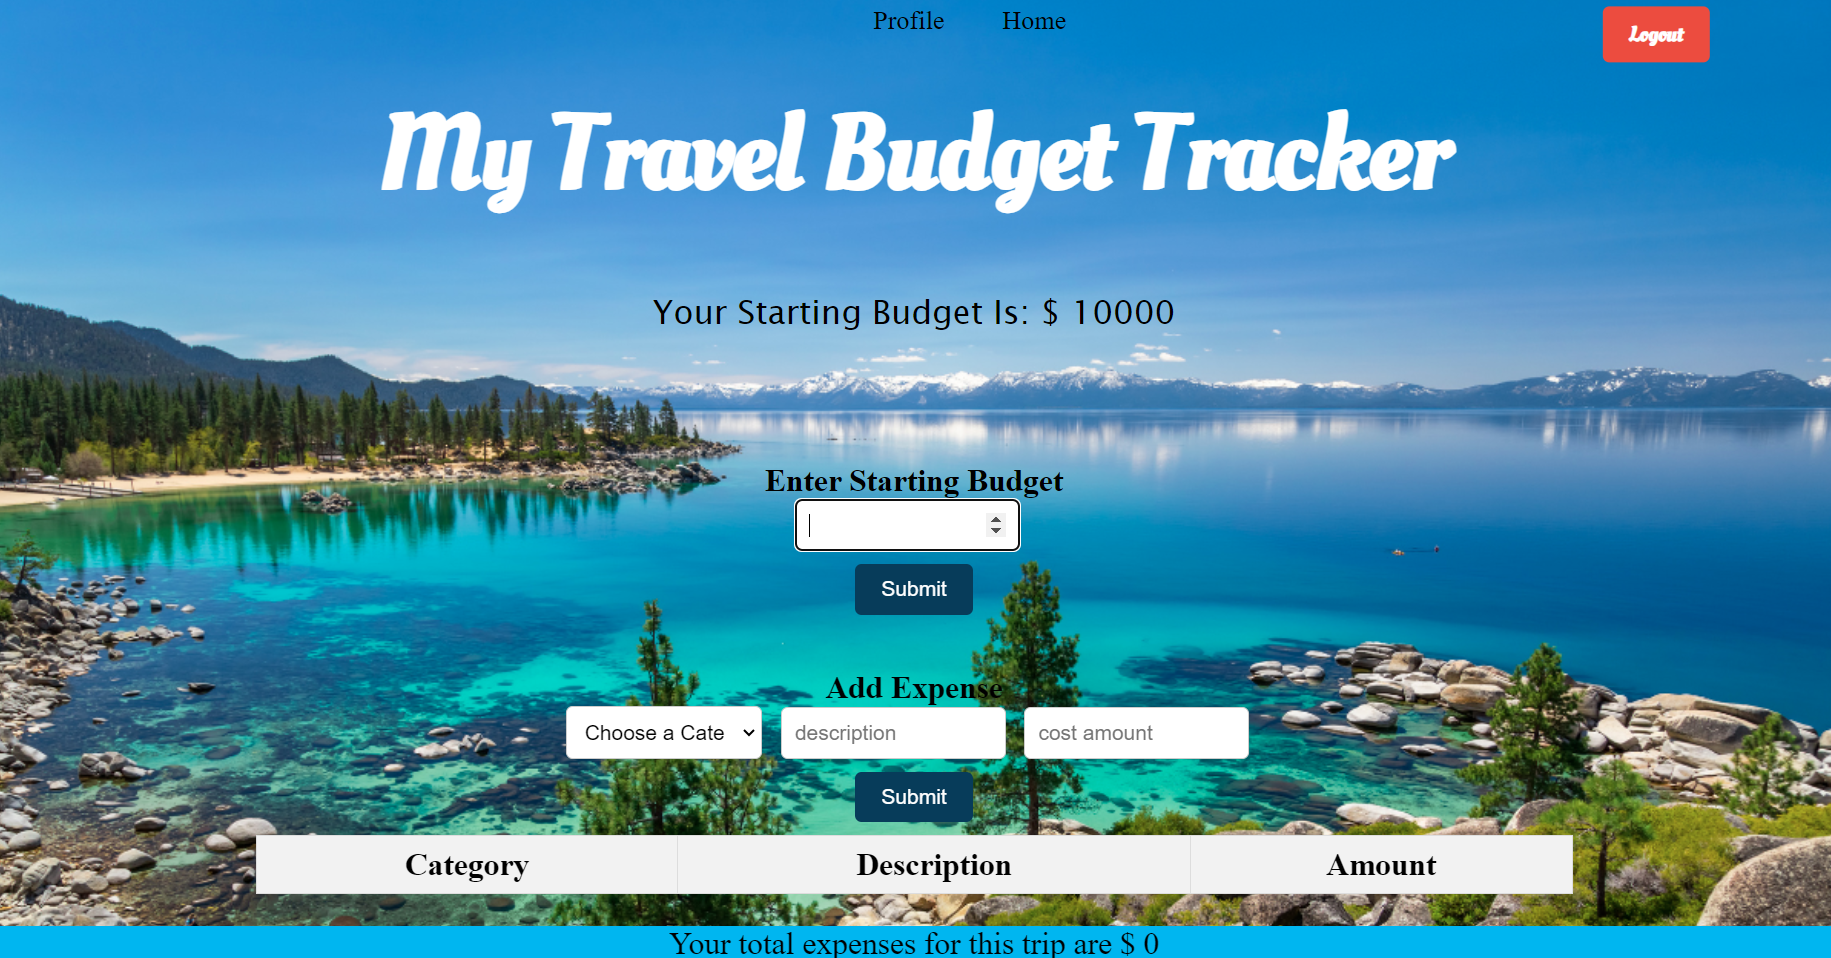 Profile Home Logout
My Travel Budget Tracker
Your Starting Budget Is: $ 10000
Enter Starting Budget
Submit
Add Expense
Choose a Cate description cost amount
Submit
Category Description Amount
Your total expenses for this trip are $ 0